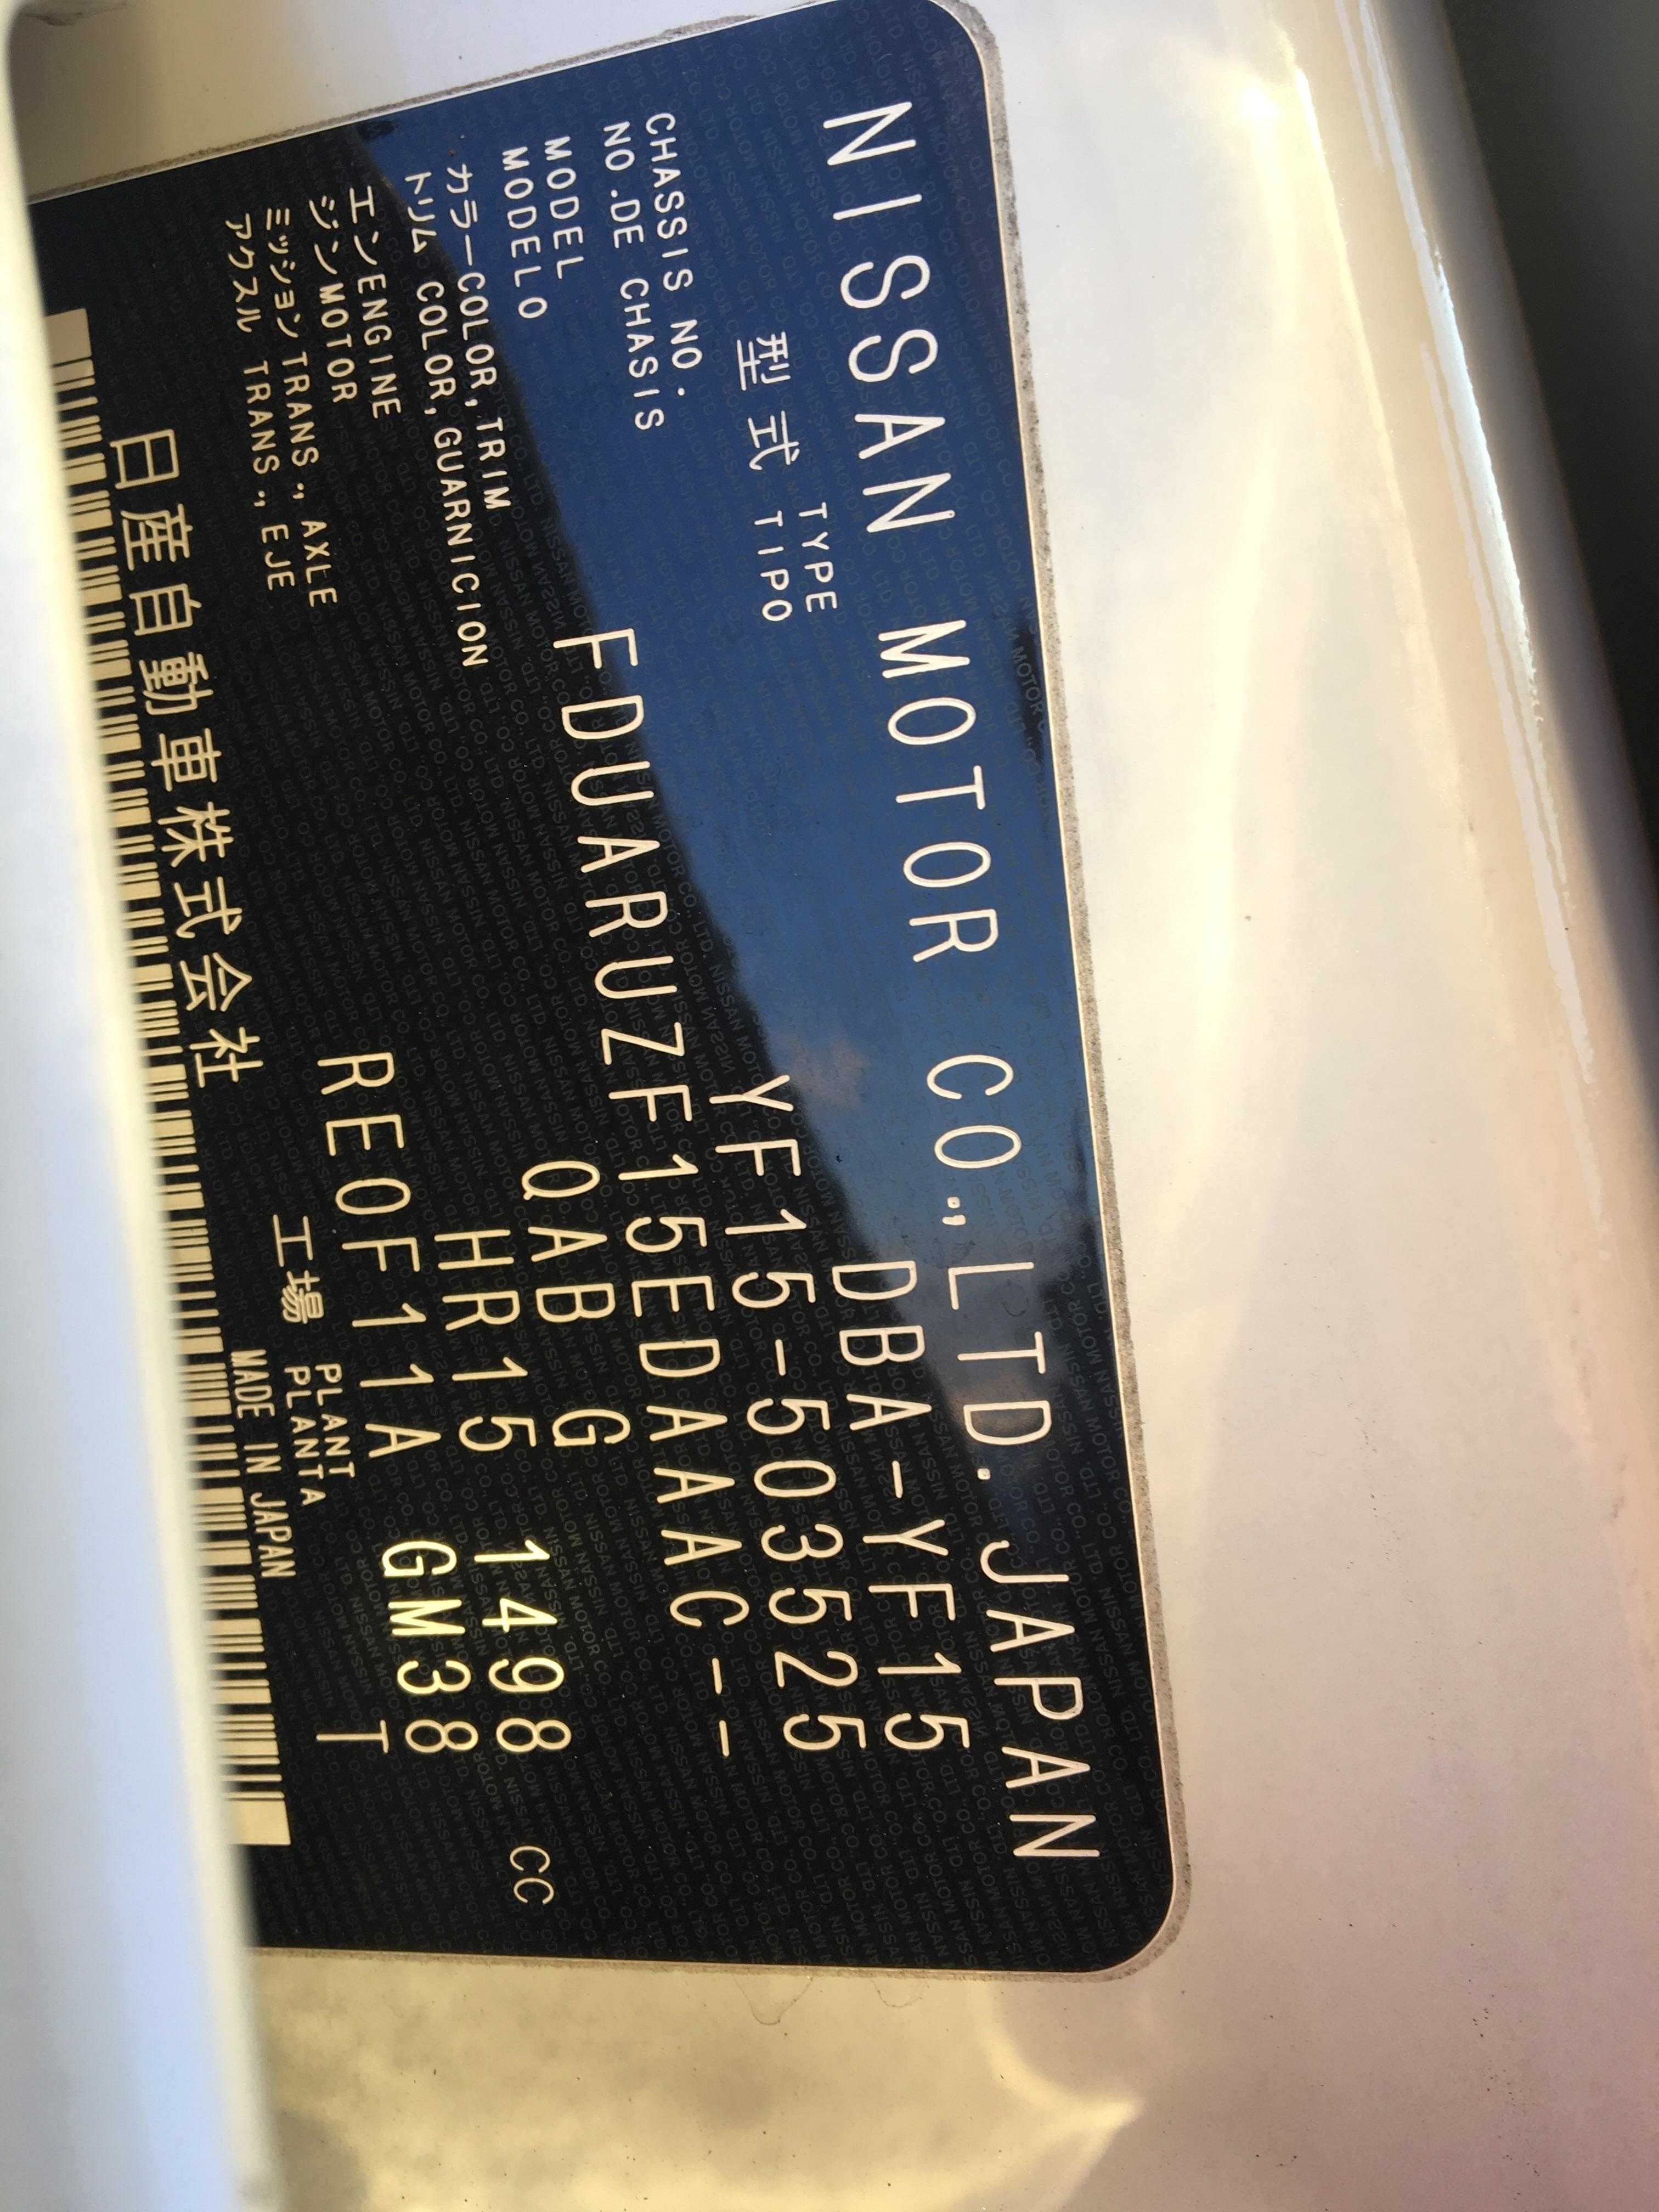 NISSAN MOTOR CO.,LTD.JAPAN
型式 TYPE TIPO DBA-YF15
CHASSIS NO. YF15-5035255
NO.DE CHASIS
MODEL FDUARUZF15EDAAAC--
MODELO
カラー COLOR,TRIM QAB G
トリム COLOR,GUARNICION
エンジン ENGINE MOTOR HR15 1498 CC
ミッション TRANS., AXLE RE0F11A GM38
アクスル TRANS., EJE
工場 PLANT PLANTA T
日産自動車株式会社 MADE IN JAPAN